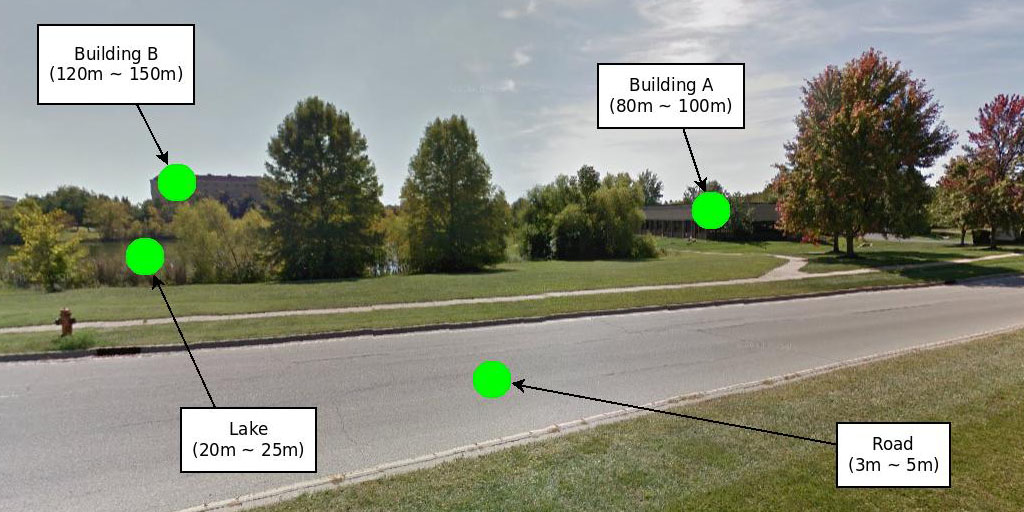 Building B
(120m ~ 150m)
Building A
(80m ~ 100m)
Lake
(20m ~ 25m)
Road
(3m ~ 5m)